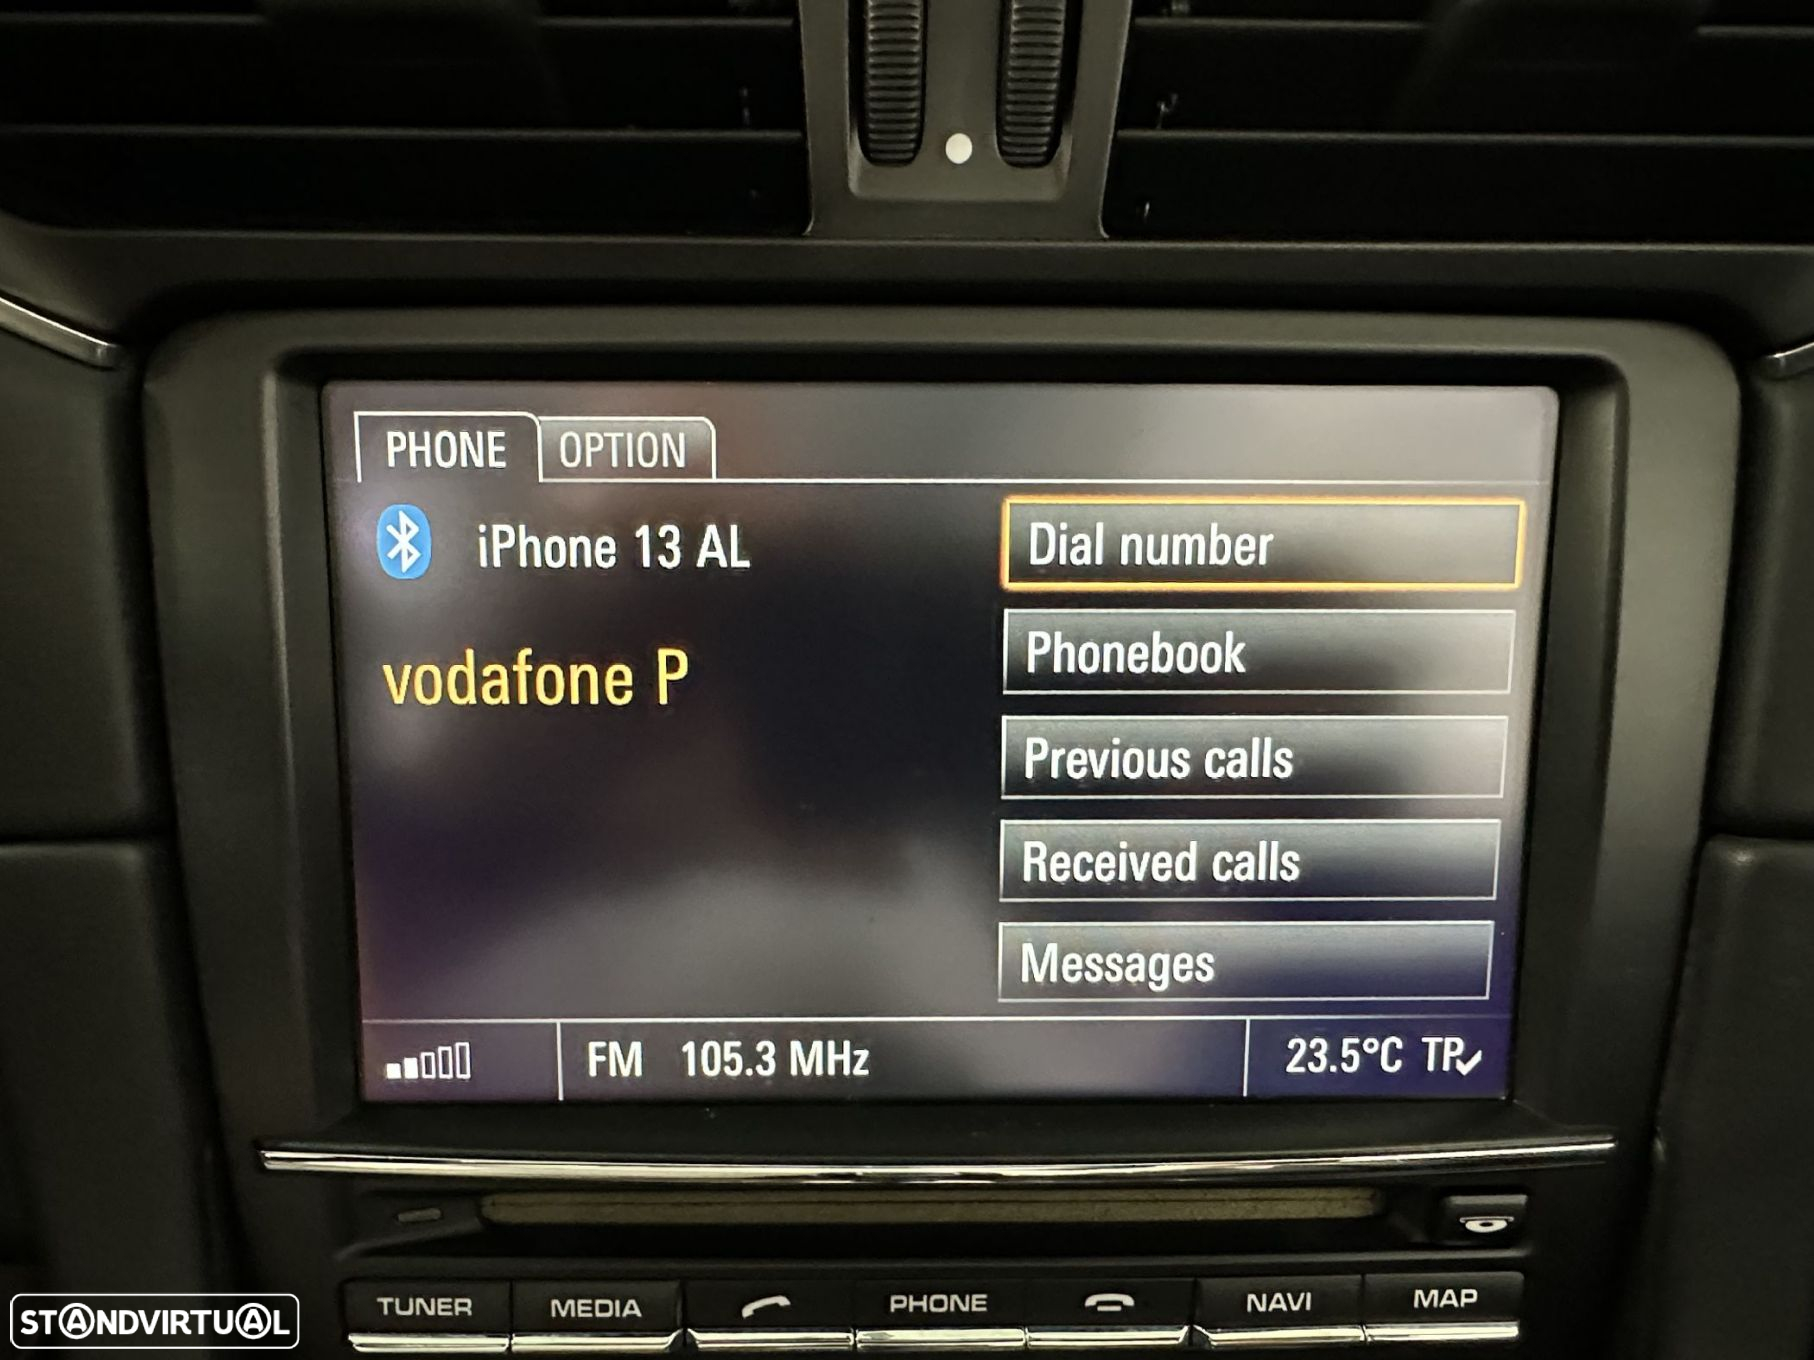 PHONE OPTION
iPhone 13 AL
Dial number
vodafone P
Phonebook
Previous calls
Received calls
Messages
FM 105.3 MHz 23.5°C TP
TUNER MEDIA PHONE NAVI MAP
STANDVIRTUAL